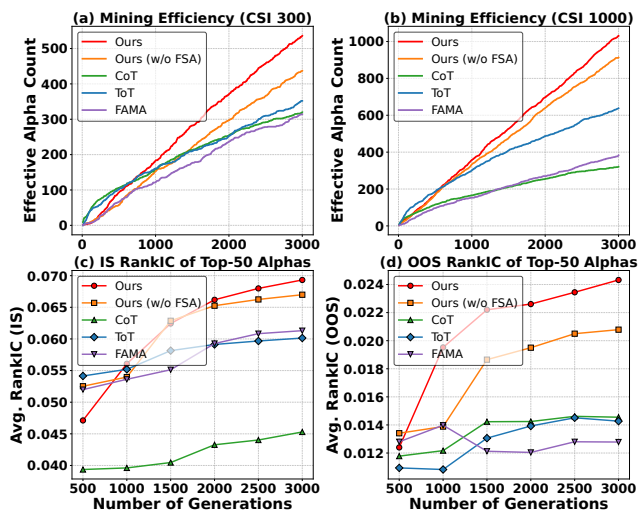 (a) Mining Efficiency (CSI 300)
Effective Alpha Count
500
400
300
200
100
0
Ours
Ours (w/o FSA)
CoT
ToT
FAMA
0 1000 2000 3000
(b) Mining Efficiency (CSI 1000)
Effective Alpha Count
1000
800
600
400
200
0
Ours
Ours (w/o FSA)
CoT
ToT
FAMA
0 1000 2000 3000
(c) IS RankIC of Top-50 Alphas
Avg. RankIC (IS)
0.070
0.065
0.060
0.055
0.050
0.045
0.040
Ours
Ours (w/o FSA)
CoT
ToT
FAMA
500 1000 1500 2000 2500 3000
Number of Generations
(d) OOS RankIC of Top-50 Alphas
Avg. RankIC (OOS)
0.024
0.022
0.020
0.018
0.016
0.014
0.012
Ours
Ours (w/o FSA)
CoT
ToT
FAMA
500 1000 1500 2000 2500 3000
Number of Generations